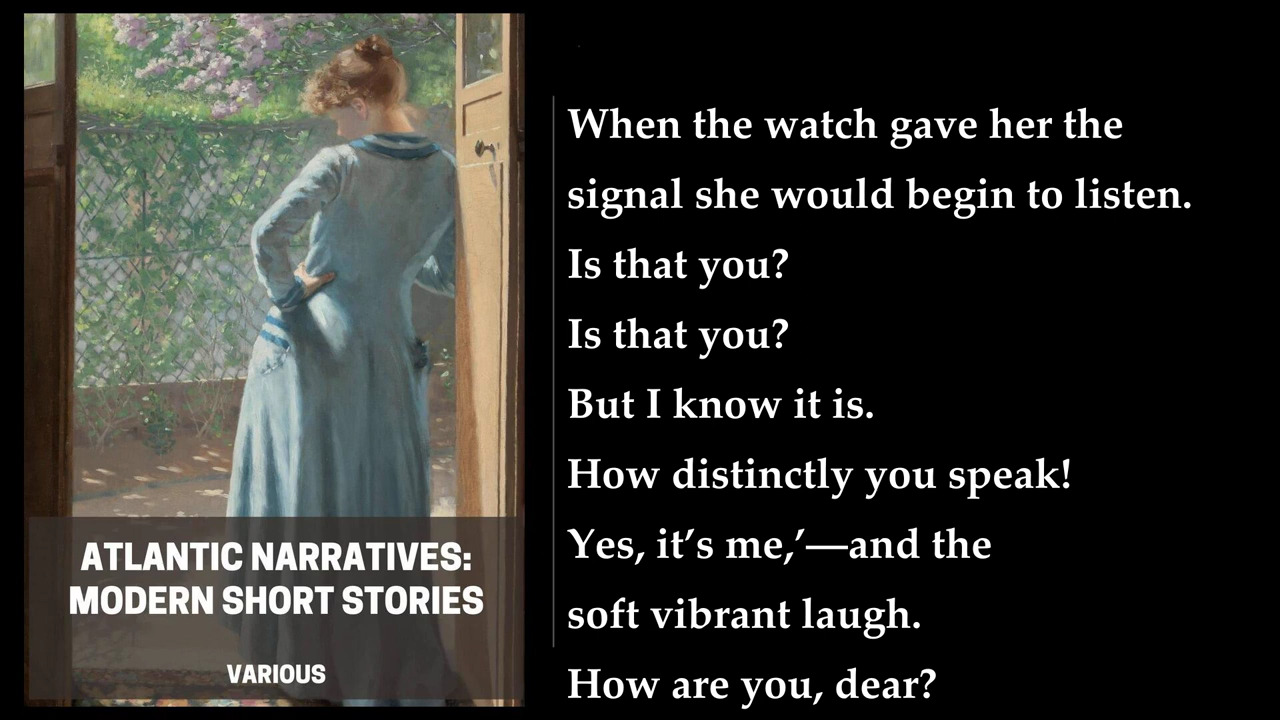 ATLANTIC NARRATIVES:
MODERN SHORT STORIES
VARIOUS
When the watch gave her the
signal she would begin to listen.
Is that you?
Is that you?
But I know it is.
How distinctly you speak!
Yes, it’s me,’—and the
soft vibrant laugh.
How are you, dear?